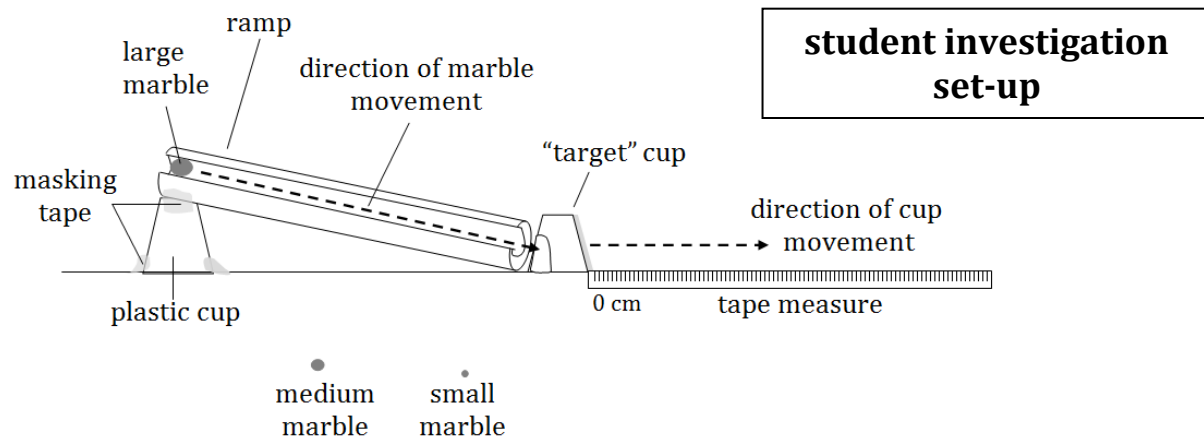 student investigation
set-up
ramp
large
marble
direction of marble
movement
“target” cup
masking
tape
direction of cup
movement
plastic cup
0 cm
tape measure
medium
marble
small
marble